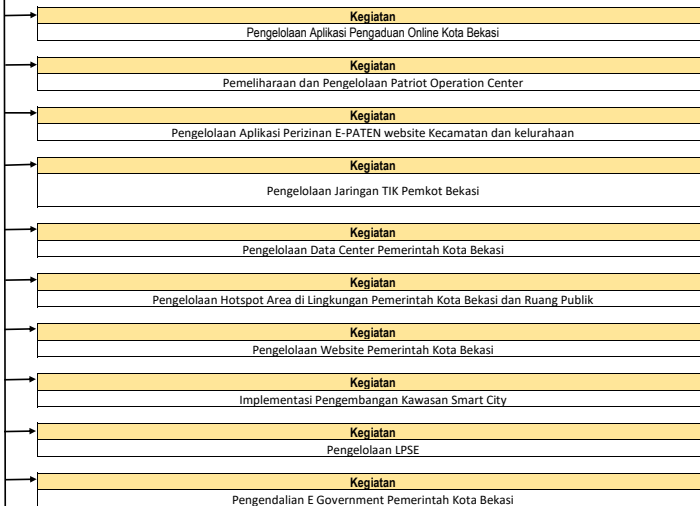 Kegiatan
Pengelolaan Aplikasi Pengaduan Online Kota Bekasi
Kegiatan
Pemeliharaan dan Pengelolaan Patriot Operation Center
Kegiatan
Pengelolaan Aplikasi Perizinan E-PATEN website Kecamatan dan kelurahaan
Kegiatan
Pengelolaan Jaringan TIK Pemkot Bekasi
Kegiatan
Pengelolaan Data Center Pemerintah Kota Bekasi
Kegiatan
Pengelolaan Hotspot Area di Lingkungan Pemerintah Kota Bekasi dan Ruang Publik
Kegiatan
Pengelolaan Website Pemerintah Kota Bekasi
Kegiatan
Implementasi Pengembangan Kawasan Smart City
Kegiatan
Pengelolaan LPSE
Kegiatan
Pengendalian E Government Pemerintah Kota Bekasi